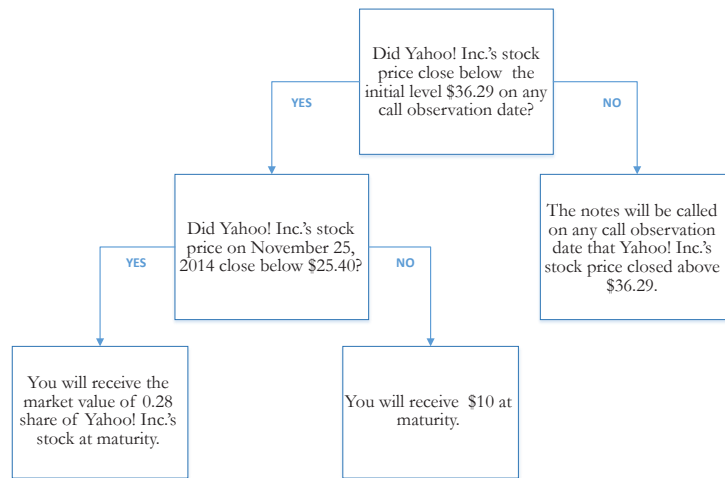 Did Yahoo! Inc.'s stock
price close below the
initial level $36.29 on any
call observation date?
YES
NO
Did Yahoo! Inc.'s stock
price on November 25,
2014 close below $25.40?
The notes will be called
on any call observation
date that Yahoo! Inc.'s
stock price closed above
$36.29.
YES
NO
You will receive the
market value of 0.28
share of Yahoo! Inc.'s
stock at maturity.
You will receive $10 at
maturity.